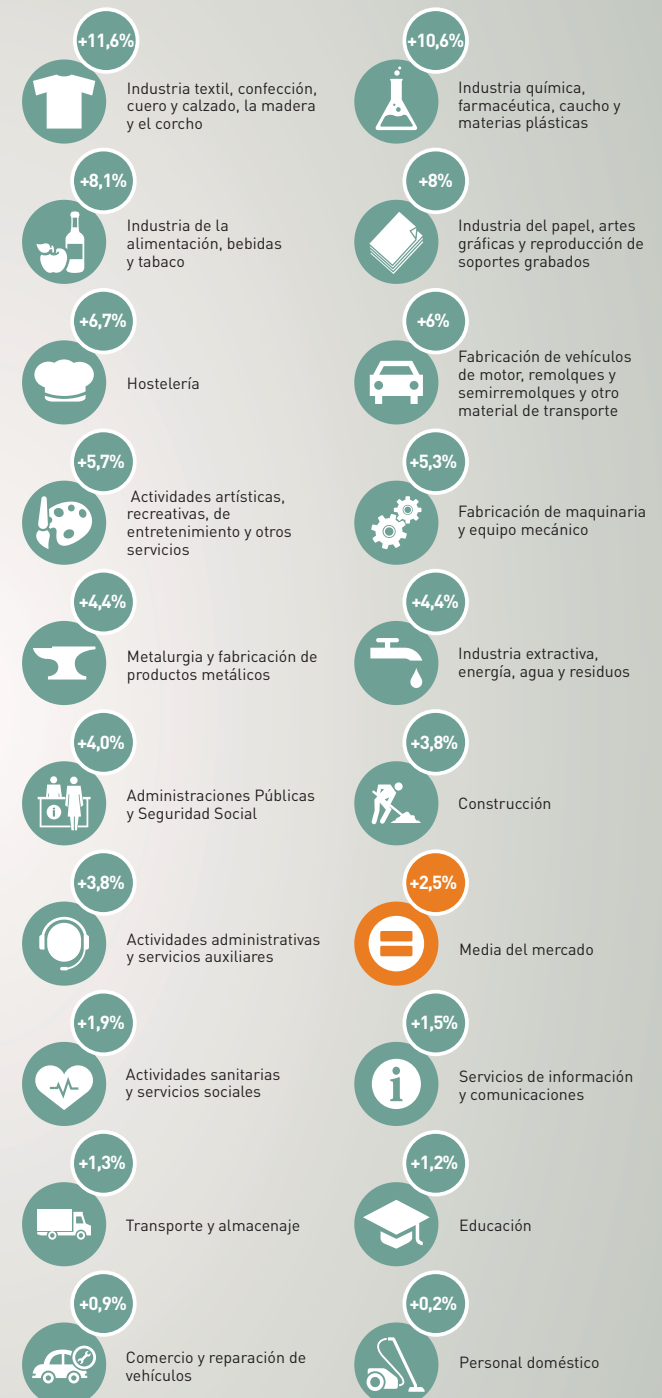 +11,6%
Industria textil, confección,
cuero y calzado, la madera
y el corcho
+10,6%
Industria química,
farmacéutica, caucho y
materias plásticas
+8,1%
Industria de la
alimentación, bebidas
y tabaco
+8%
Industria del papel, artes
gráficas y reproducción de
soportes grabados
+6,7%
Hostelería
+6%
Fabricación de vehículos
de motor, remolques y
semirremolques y otro
material de transporte
+5,7%
Actividades artísticas,
recreativas, de
entretenimiento y otros
servicios
+5,3%
Fabricación de maquinaria
y equipo mecánico
+4,4%
Metalurgia y fabricación de
productos metálicos
+4,4%
Industria extractiva,
energía, agua y residuos
+4,0%
Administraciones Públicas
y Seguridad Social
i
+3,8%
Construcción
+3,8%
Actividades administrativas
y servicios auxiliares
+2,5%
Media del mercado
+1,9%
Actividades sanitarias
y servicios sociales
+1,5%
i
Servicios de información
y comunicaciones
+1,3%
Transporte y almacenaje
+1,2%
Educación
+0,9%
Comercio y reparación de
vehículos
+0,2%
Personal doméstico